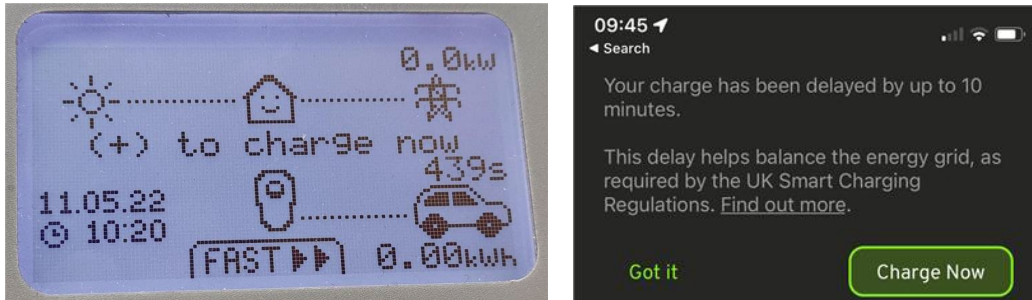 0.0kW
(+) to charge now
439s
11.05.22
10:20
FAST
0.00kWh
09:45
Search
Your charge has been delayed by up to 10
minutes.
This delay helps balance the energy grid, as
required by the UK Smart Charging
Regulations. Find out more.
Got it
Charge Now